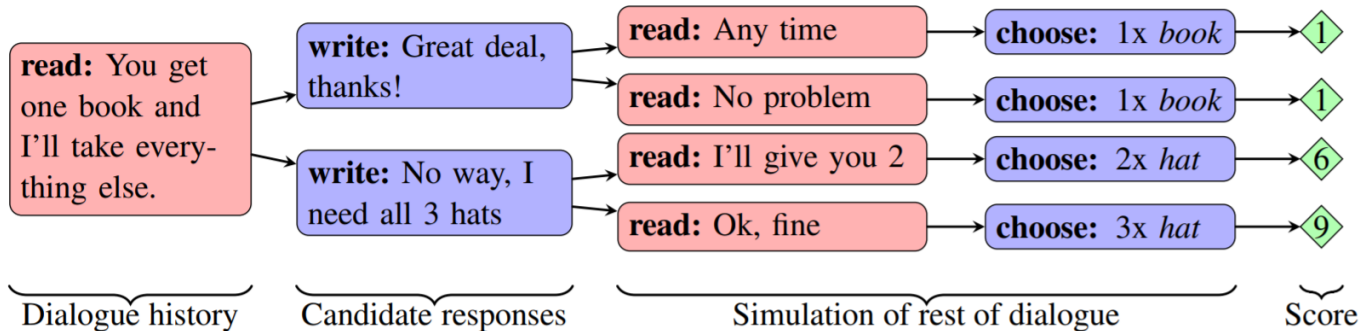 read: You get
one book and
I'll take every-
thing else.
write: Great deal,
thanks!
write: No way, I
need all 3 hats
read: Any time
choose: 1x book
1
read: No problem
choose: 1x book
1
read: I'll give you 2
choose: 2x hat
6
read: Ok, fine
choose: 3x hat
9
Dialogue history
Candidate responses
Simulation of rest of dialogue
Score